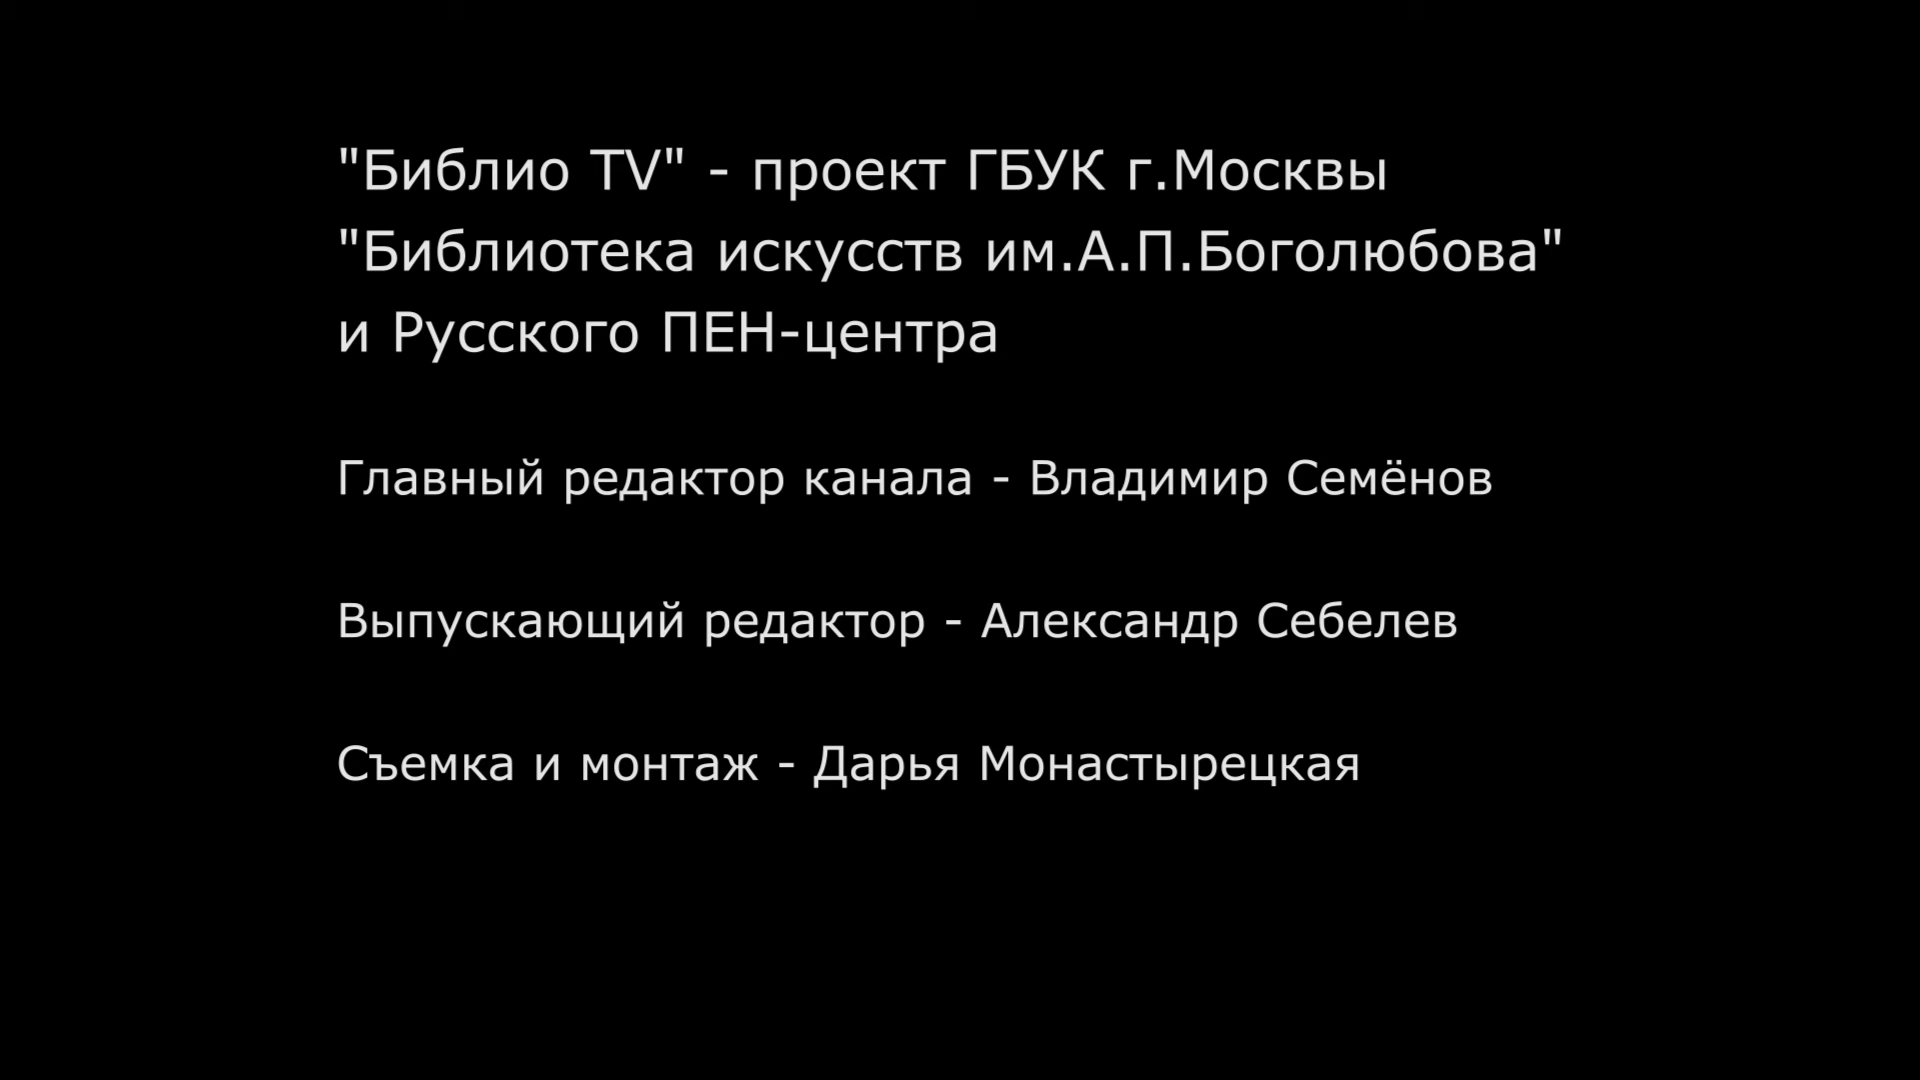 "Библио TV" - проект ГБУК г.Москвы
"Библиотека искусств им.А.П.Боголюбова"
и Русского ПЕН-центра
Главный редактор канала - Владимир Семёнов
Выпускающий редактор - Александр Себелев
Съемка и монтаж - Дарья Монастырецкая